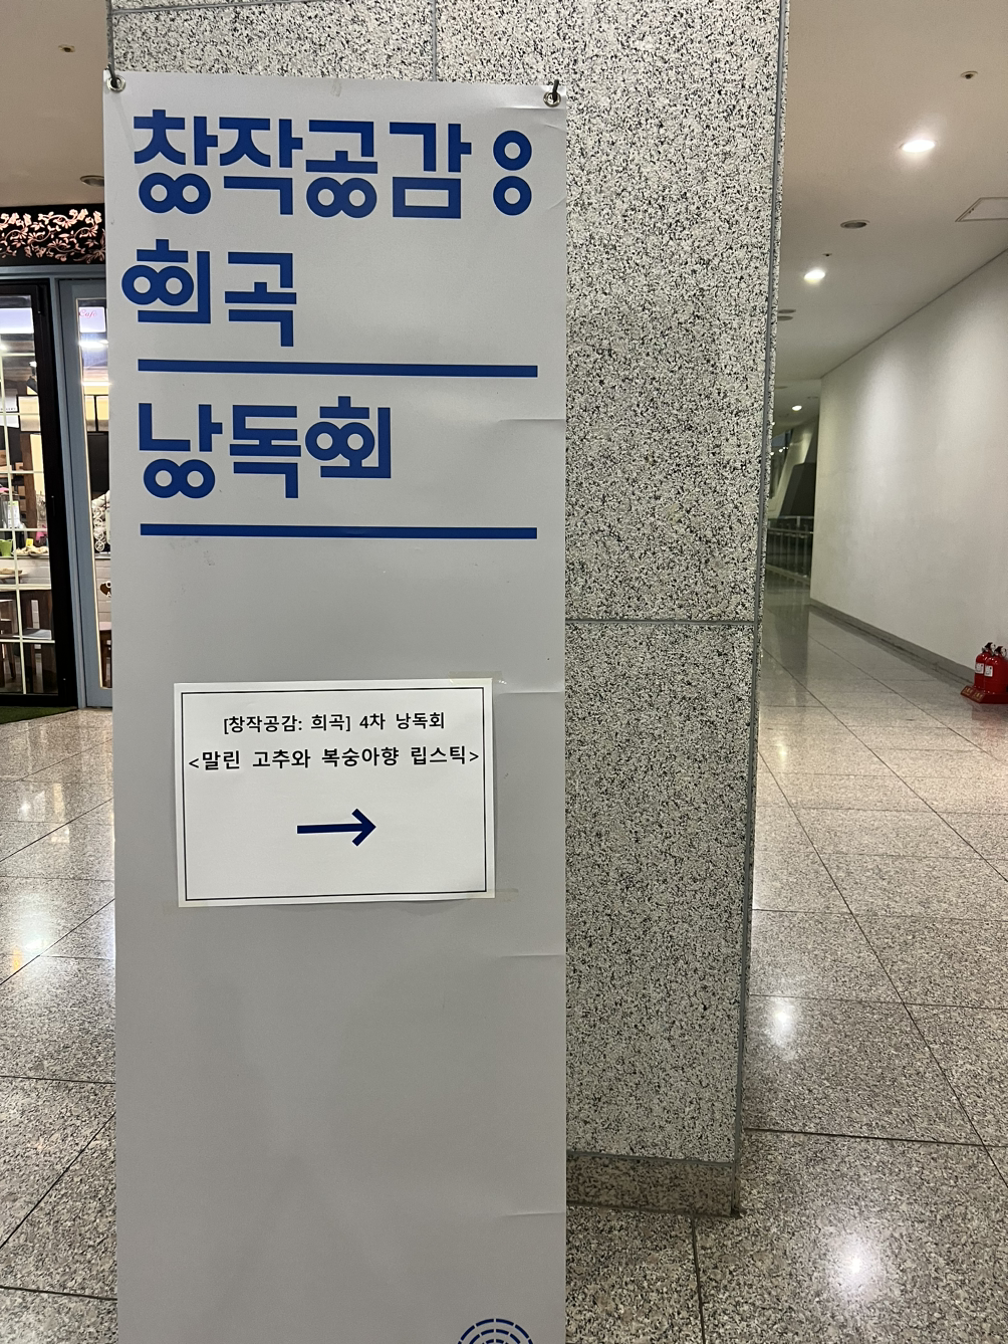 창작공감:
희곡
낭독회
[창작공감: 희곡] 4차 낭독회
<말린 고추와 복숭아향 립스틱>